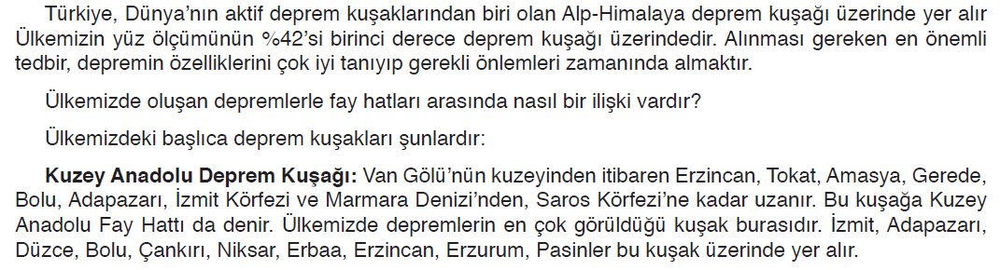 Türkiye, Dünya’nın aktif deprem kuşaklarından biri olan Alp-Himalaya deprem kuşağı üzerinde yer alır
Ülkemizin yüz ölçümünün %42’si birinci derece deprem kuşağı üzerindedir. Alınması gereken en önemli
tedbir, depremin özelliklerini çok iyi tanıyıp gerekli önlemleri zamanında almaktır.
Ülkemizde oluşan depremlerle fay hatları arasında nasıl bir ilişki vardır?
Ülkemizdeki başlıca deprem kuşakları şunlardır:
Kuzey Anadolu Deprem Kuşağı: Van Gölü’nün kuzeyinden itibaren Erzincan, Tokat, Amasya, Gerede,
Bolu, Adapazarı, İzmit Körfezi ve Marmara Denizi’nden, Saros Körfezi’ne kadar uzanır. Bu kuşağa Kuzey
Anadolu Fay Hattı da denir. Ülkemizde depremlerin en çok görüldüğü kuşak burasıdır. İzmit, Adapazarı,
Düzce, Bolu, Çankırı, Niksar, Erbaa, Erzincan, Erzurum, Pasinler bu kuşak üzerinde yer alır.